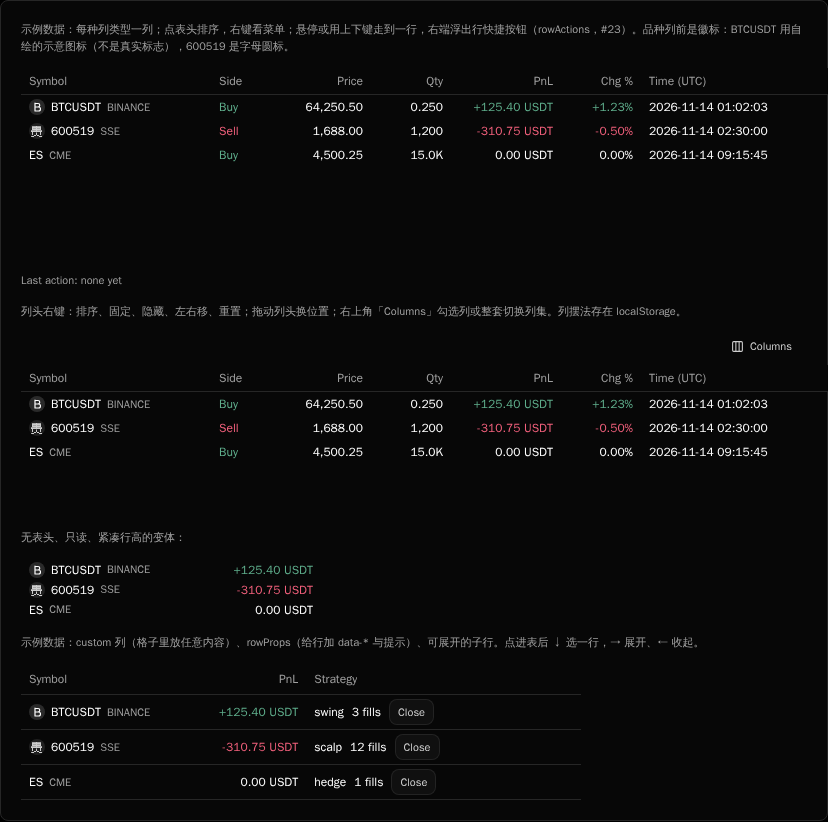 示例数据：每种列类型一列；点表头排序，右键看菜单；悬停或用上下键走到一行，右端浮出行快捷按钮（rowActions，#23）。品种列前是徽标：BTCUSDT 用自
绘的示意图标（不是真实标志），600519 是字母圆标。
Symbol Side Price Qty PnL Chg % Time (UTC)
B BTCUSDT BINANCE Buy 64,250.50 0.250 +125.40 USDT +1.23% 2026-11-14 01:02:03
贵 600519 SSE Sell 1,688.00 1,200 -310.75 USDT -0.50% 2026-11-14 02:30:00
ES CME Buy 4,500.25 15.0K 0.00 USDT 0.00% 2026-11-14 09:15:45
Last action: none yet
列头右键：排序、固定、隐藏、左右移、重置；拖动列头换位置；右上角「Columns」勾选列或整套切换列集。列摆法存在 localStorage。
Columns
Symbol Side Price Qty PnL Chg % Time (UTC)
B BTCUSDT BINANCE Buy 64,250.50 0.250 +125.40 USDT +1.23% 2026-11-14 01:02:03
贵 600519 SSE Sell 1,688.00 1,200 -310.75 USDT -0.50% 2026-11-14 02:30:00
ES CME Buy 4,500.25 15.0K 0.00 USDT 0.00% 2026-11-14 09:15:45
无表头、只读、紧凑行高的变体：
B BTCUSDT BINANCE +125.40 USDT
贵 600519 SSE -310.75 USDT
ES CME 0.00 USDT
示例数据：custom 列（格子里放任意内容）、rowProps（给行加 data-* 与提示）、可展开的子行。点进表后 ↓ 选一行，→ 展开、← 收起。
Symbol PnL Strategy
B BTCUSDT BINANCE +125.40 USDT swing 3 fills Close
贵 600519 SSE -310.75 USDT scalp 12 fills Close
ES CME 0.00 USDT hedge 1 fills Close